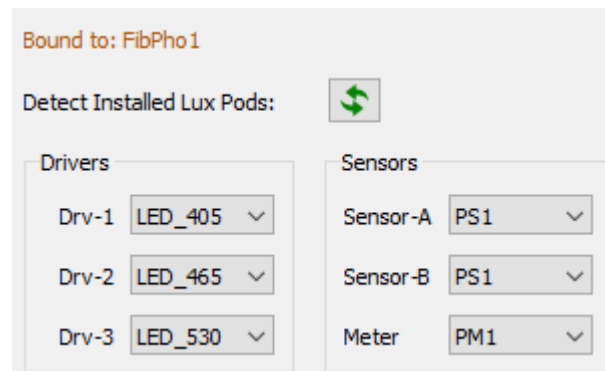 Bound to: FibPho1
Detect Installed Lux Pods:
Drivers
Drv-1 LED_405
Drv-2 LED_465
Drv-3 LED_530
Sensors
Sensor-A PS1
Sensor-B PS1
Meter PM1